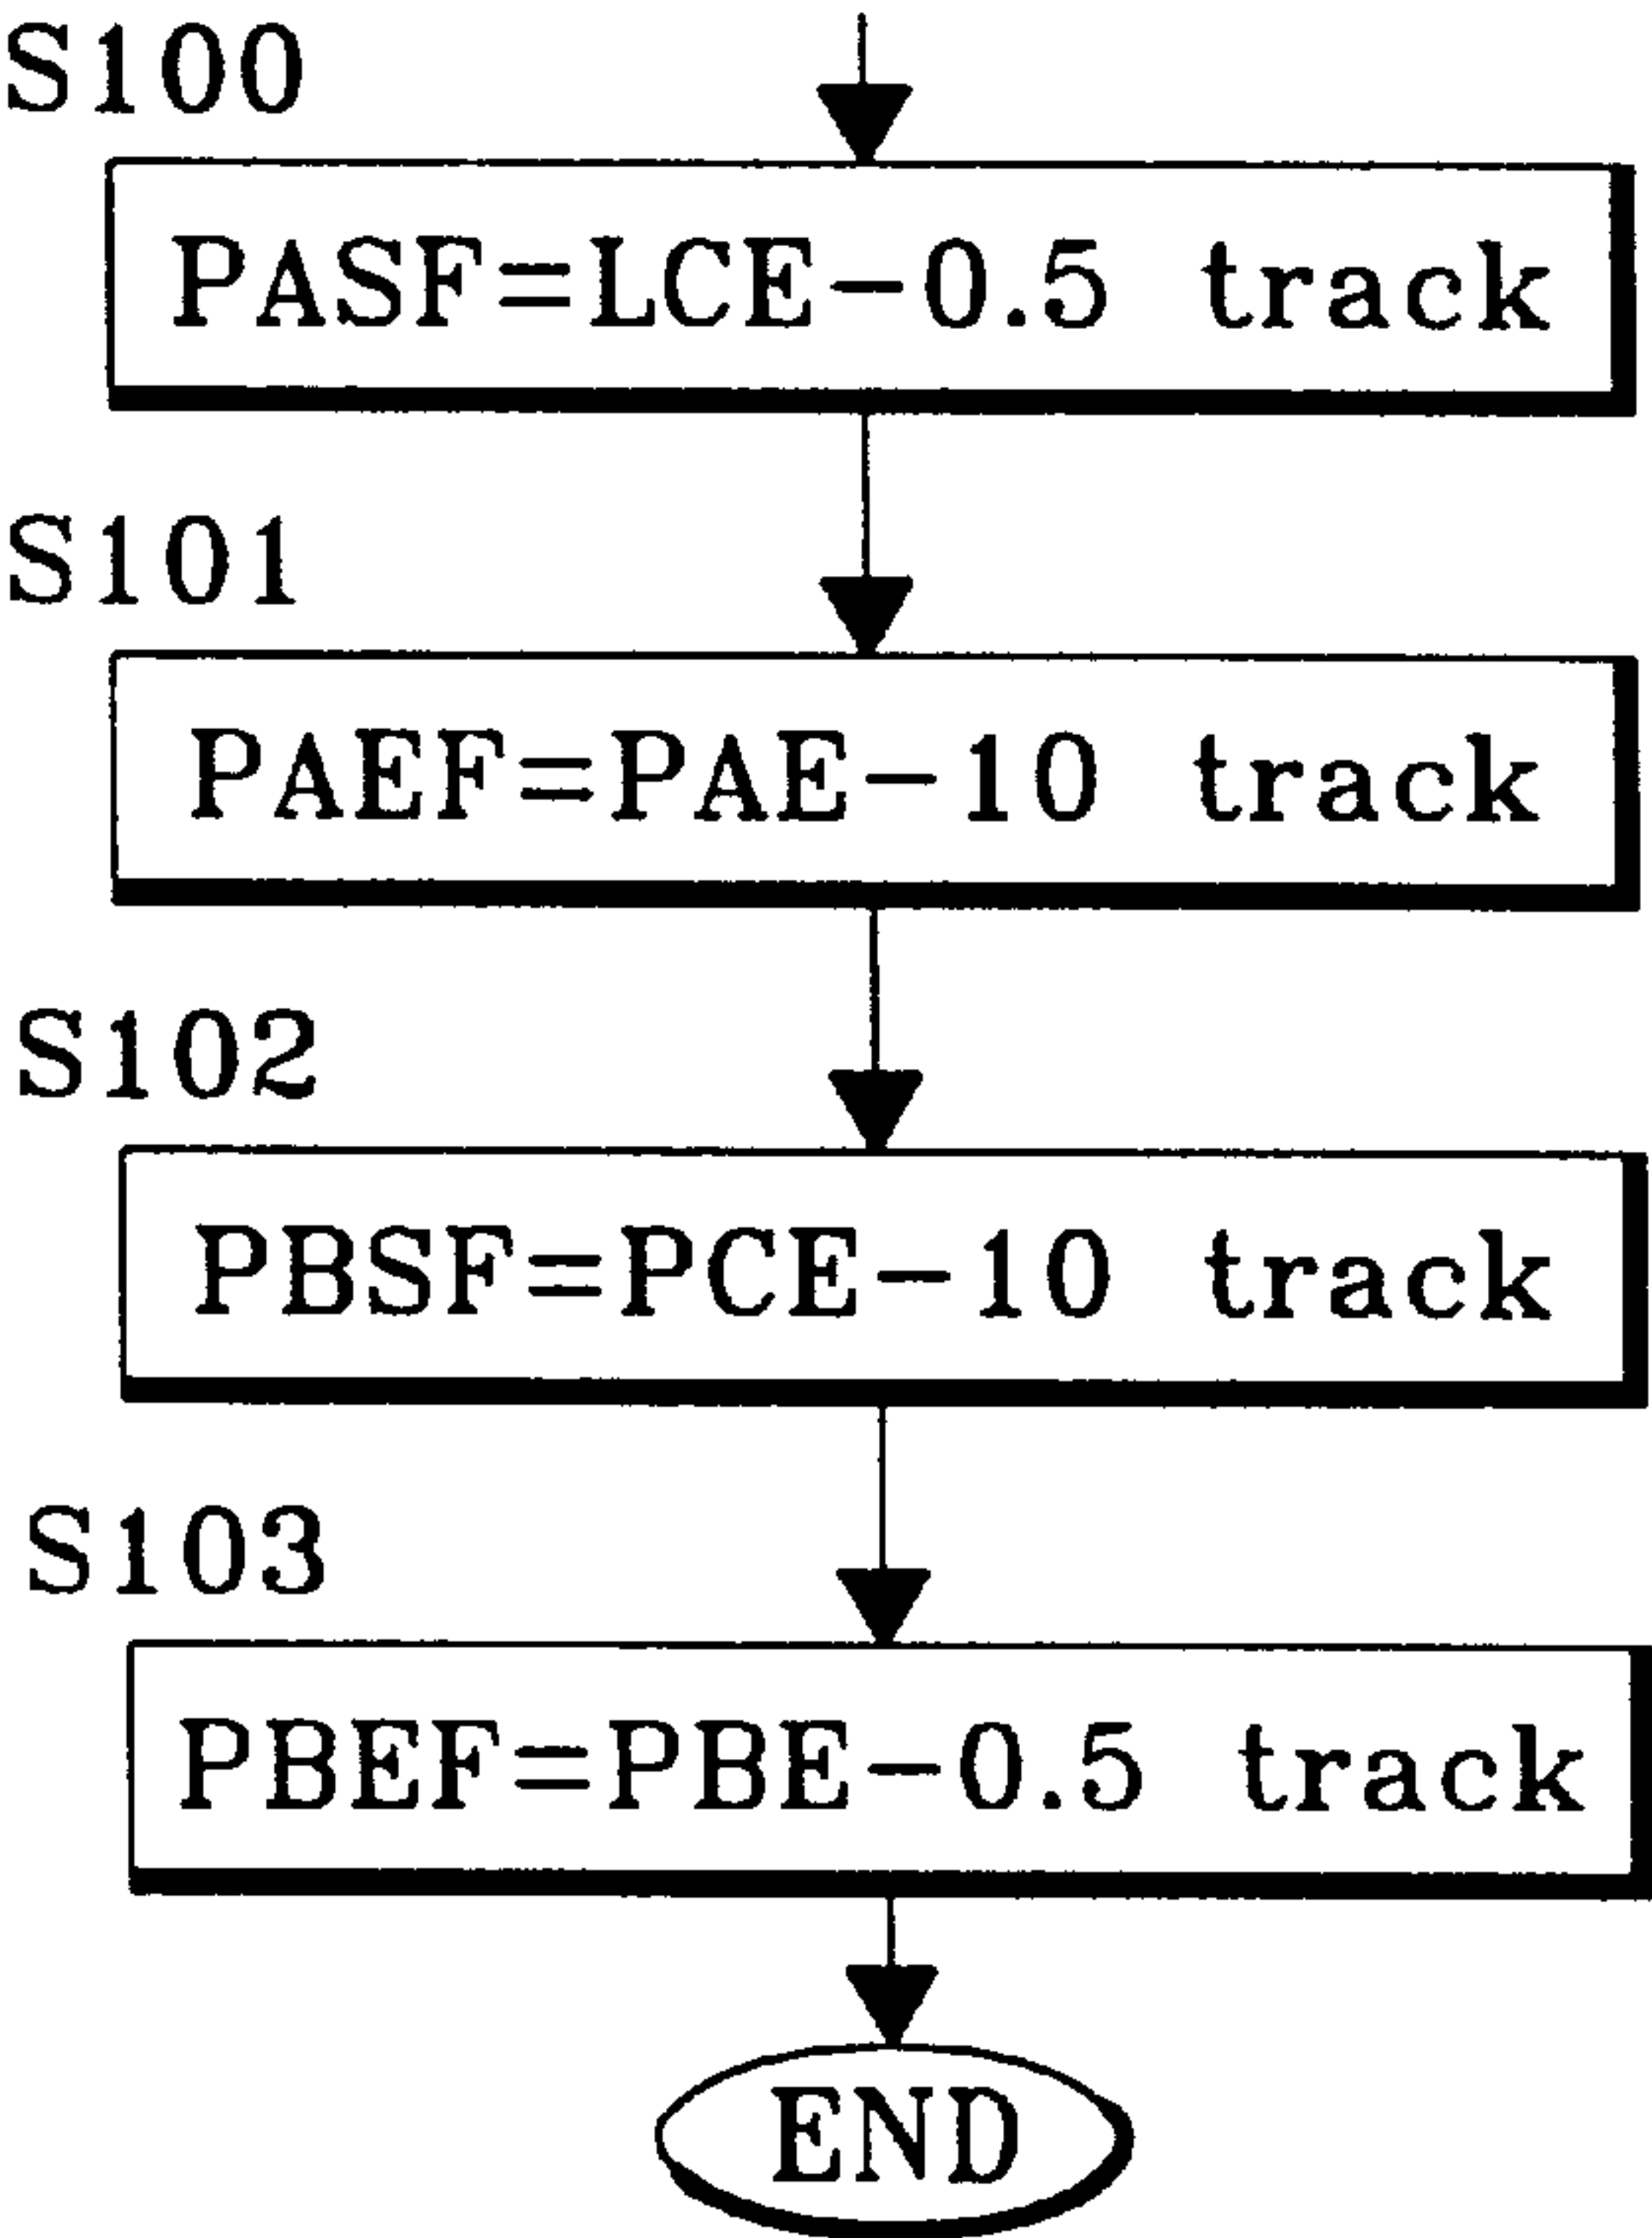 S100
PASF=LCE-0.5 track
S101
PAEF=PAE-10 track
S102
PBSF=PCE-10 track
S103
PBEF=PBE-0.5 track
END